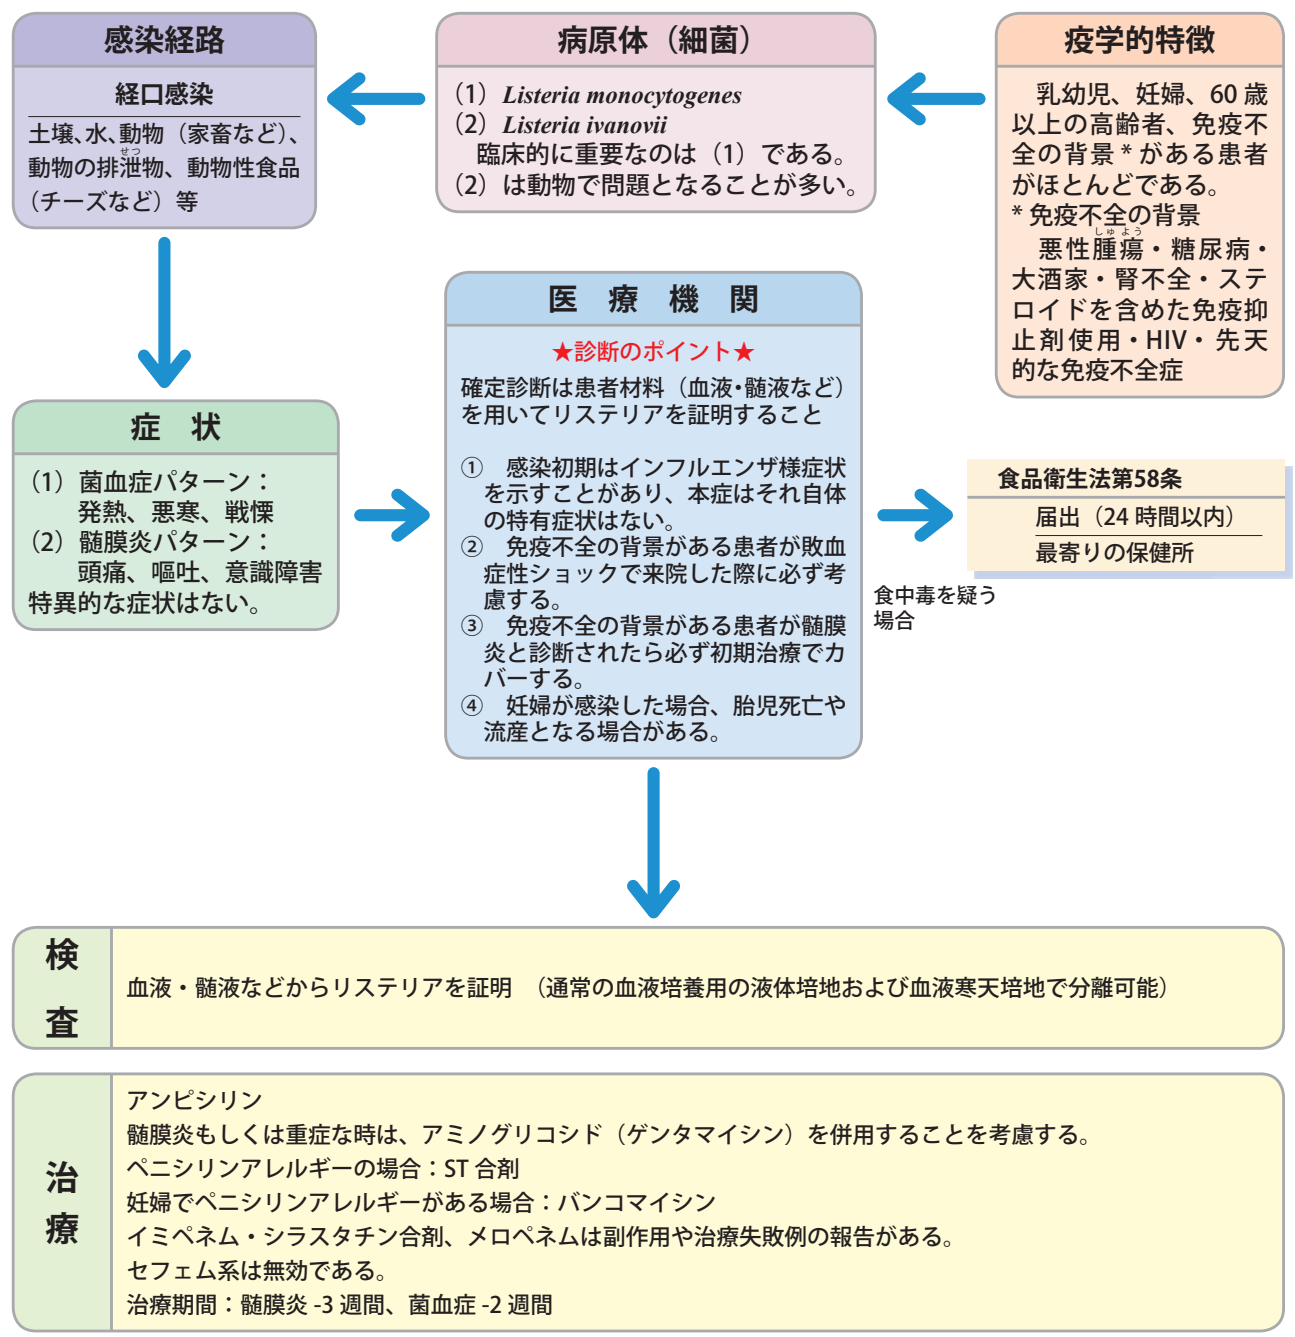 感染経路
経口感染
土壌、水、動物（家畜など）、
せつ
動物の排泄物、動物性食品
（チーズなど）等
病原体（細菌）
（1）Listeria monocytogenes
（2）Listeria ivanovii
臨床的に重要なのは（1）である。
（2）は動物で問題となることが多い。
疫学的特徴
乳幼児、妊婦、60 歳
以上の高齢者、免疫不
全の背景 * がある患者
がほとんどである。
* 免疫不全の背景
しゅ よう
悪性腫瘍・糖尿病・
大酒家・腎不全・ステ
ロイドを含めた免疫抑
止剤使用・HIV・先天
的な免疫不全症
症　状
（1）菌血症パターン：
発熱、悪寒、戦慄
（2）髄膜炎パターン：
頭痛、嘔吐、意識障害
特異的な症状はない。
医　療　機　関
★診断のポイント★
確定診断は患者材料（血液・髄液など）
を用いてリステリアを証明すること
①　感染初期はインフルエンザ様症状
を示すことがあり、本症はそれ自体
の特有症状はない。
②　免疫不全の背景がある患者が敗血
症性ショックで来院した際に必ず考
慮する。
③　免疫不全の背景がある患者が髄膜
炎と診断されたら必ず初期治療でカ
バーする。
④　妊婦が感染した場合、胎児死亡や
流産となる場合がある。
食品衛生法第58条
届出（24 時間以内）
最寄りの保健所
食中毒を疑う
場合
検
査
血液・髄液などからリステリアを証明　（通常の血液培養用の液体培地および血液寒天培地で分離可能）
治
療
アンピシリン
髄膜炎もしくは重症な時は、アミノグリコシド（ゲンタマイシン）を併用することを考慮する。
ペニシリンアレルギーの場合：ST 合剤
妊婦でペニシリンアレルギーがある場合：バンコマイシン
イミペネム・シラスタチン合剤、メロペネムは副作用や治療失敗例の報告がある。
セフェム系は無効である。
治療期間：髄膜炎 -3 週間、菌血症 -2 週間